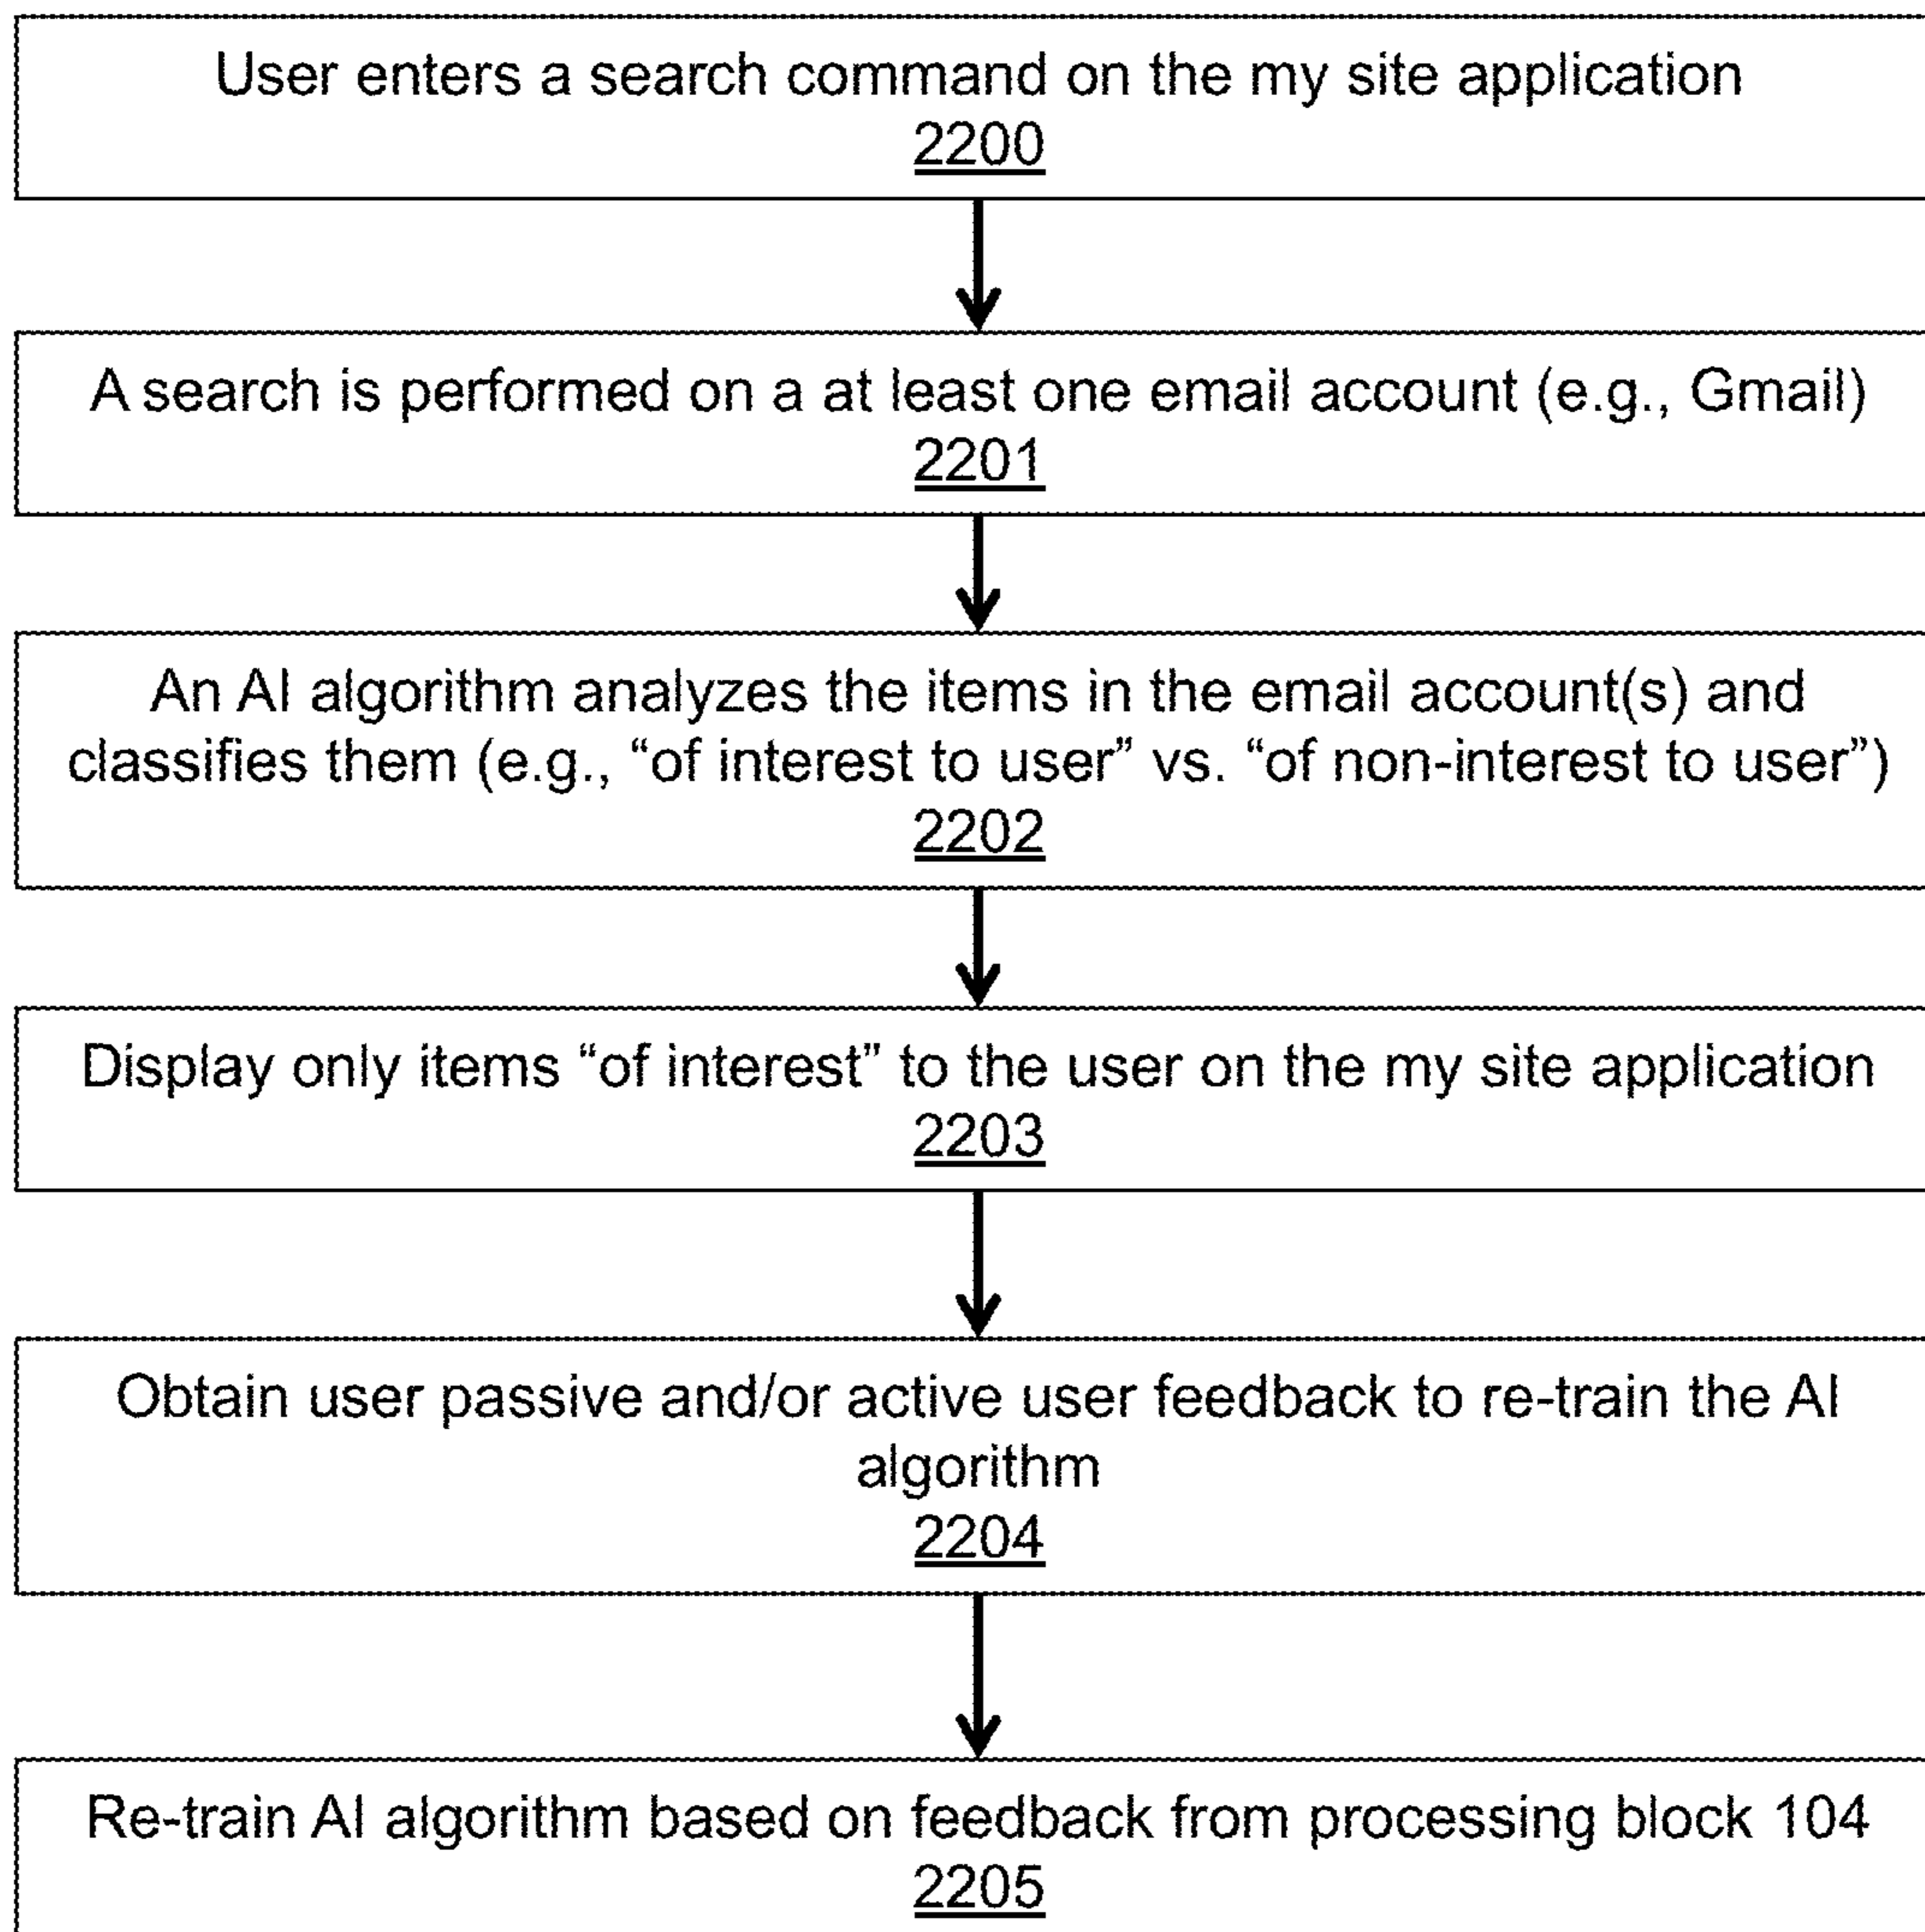 User enters a search command on the my site application
2200
A search is performed on a at least one email account (e.g., Gmail)
2201
An AI algorithm analyzes the items in the email account(s) and
classifies them (e.g., “of interest to user” vs. “of non-interest to user”)
2202
Display only items “of interest” to the user on the my site application
2203
Obtain user passive and/or active user feedback to re-train the AI
algorithm
2204
Re-train AI algorithm based on feedback from processing block 104
2205